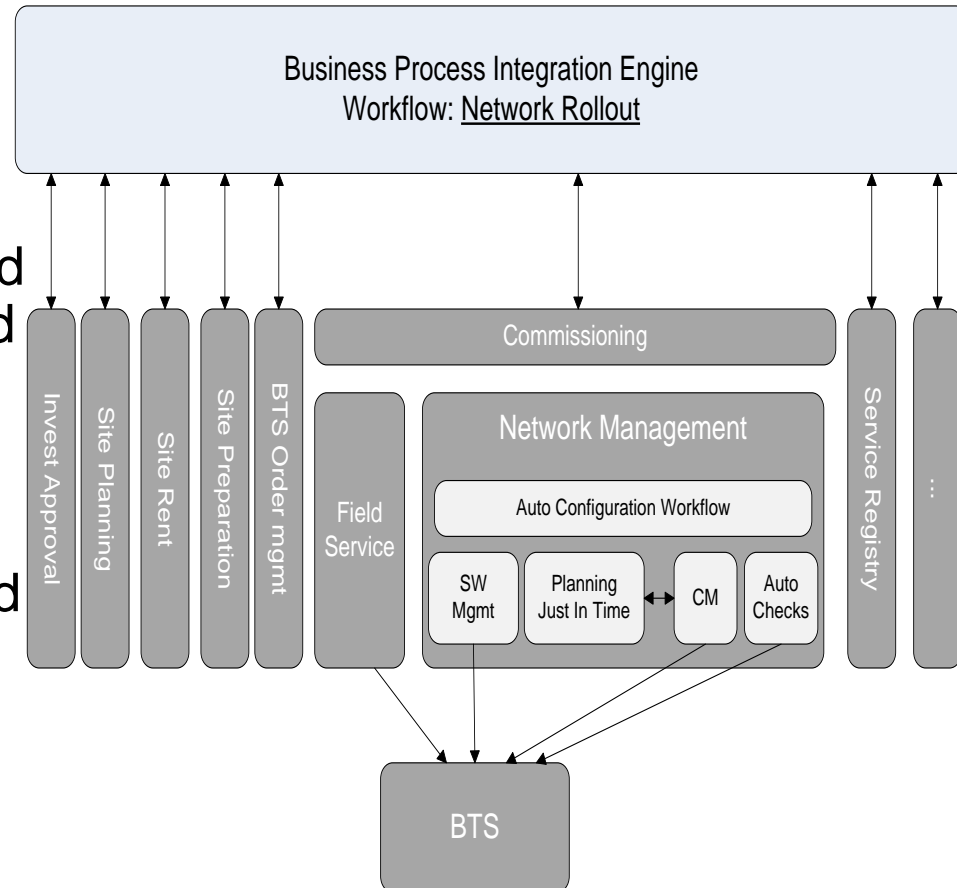 Business Process Integration Engine
Workflow: Network Rollout
d
d
d
Invest Approval
Site Planning
Site Rent
Site Preparation
BTS Order mgmt
Commissioning
Field
Service
Network Management
Auto Configuration Workflow
SW
Mgmt
Planning
Just In Time
CM
Auto
Checks
Service Registry
...
BTS